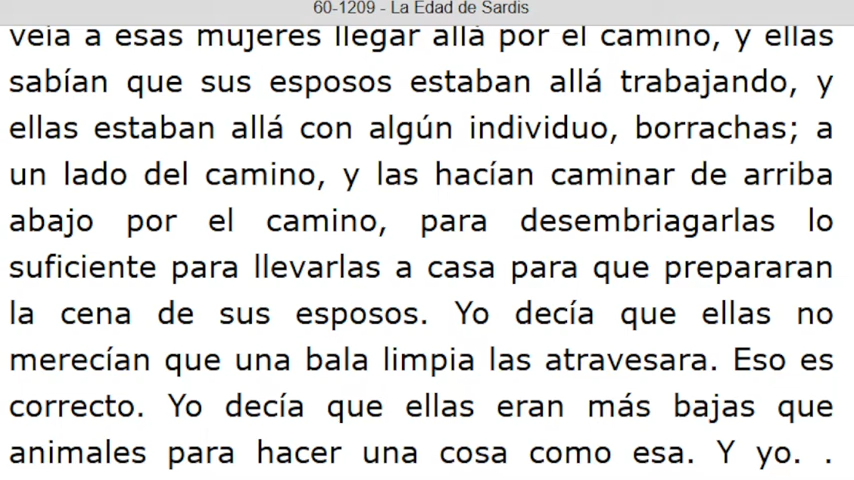 60-1209 - La Edad de Sardis
veía a esas mujeres llegar allá por el camino, y ellas
sabían que sus esposos estaban allá trabajando, y
ellas estaban allá con algún individuo, borrachas; a
un lado del camino, y las hacían caminar de arriba
abajo por el camino, para desembriagarlas lo
suficiente para llevarlas a casa para que prepararan
la cena de sus esposos. Yo decía que ellas no
merecían que una bala limpia las atravesara. Eso es
correcto. Yo decía que ellas eran más bajas que
animales para hacer una cosa como esa. Y yo. .